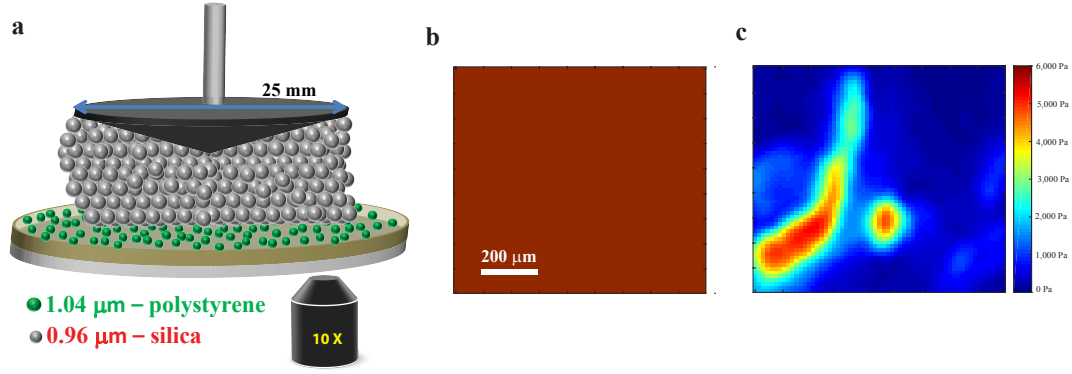 a
25 mm
1.04 μm – polystyrene
0.96 μm – silica
10 X
b
200 μm
c
6,000 Pa
5,000 Pa
4,000 Pa
3,000 Pa
2,000 Pa
1,000 Pa
0 Pa